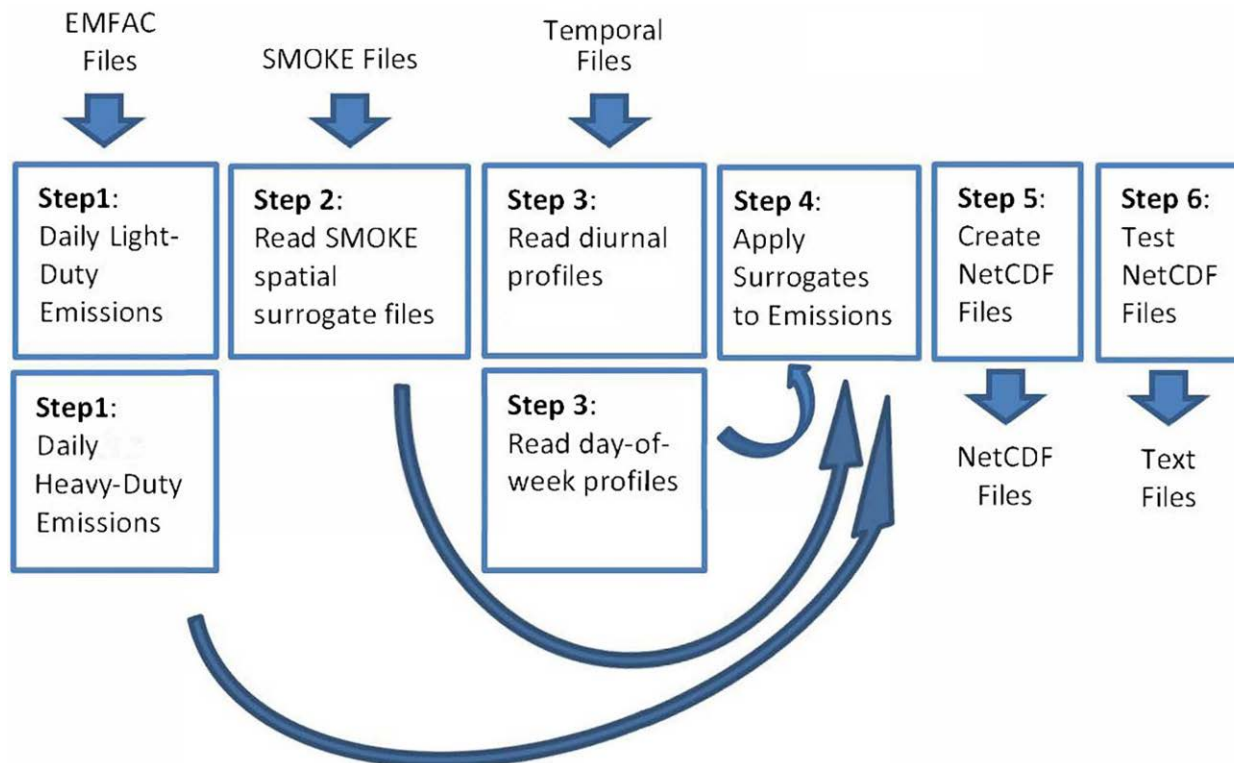 EMFAC
Files
SMOKE Files
Temporal
Files
Step1:
Daily Light-
Duty
Emissions
Step 2:
Read SMOKE
spatial
surrogate files
Step 3:
Read diurnal
profiles
Step 4:
Apply
Surrogates
to Emissions
Step 5:
Create
NetCDF
Files
Step 6:
Test
NetCDF
Files
Step1:
Daily
Heavy-Duty
Emissions
Step 3:
Read day-of-
week profiles
NetCDF
Files
Text
Files